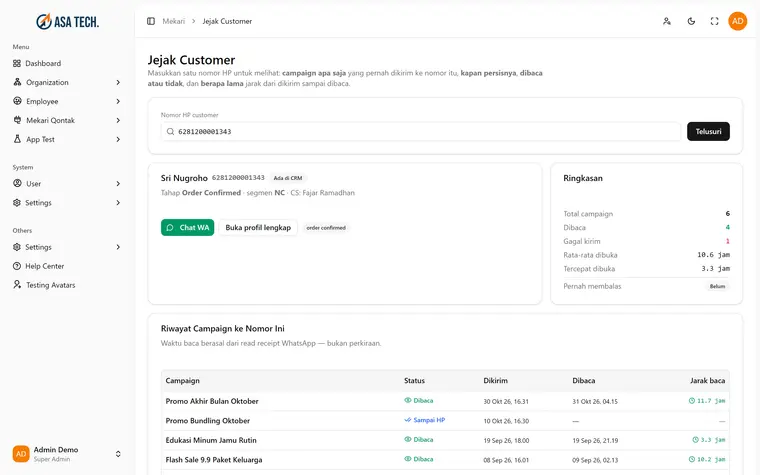 ASA TECH.
Mekari > Jejak Customer
AD
Menu
Dashboard
Organization
Employee
Mekari Qontak
App Test
System
User
Settings
Others
Settings
Help Center
Testing Avatars
AD
Admin Demo
Super Admin
Jejak Customer
Masukkan satu nomor HP untuk melihat: campaign apa saja yang pernah dikirim ke nomor itu, kapan persisnya, dibaca
atau tidak, dan berapa lama jarak dari dikirim sampai dibaca.
Nomor HP customer
6281200001343
Telusuri
Sri Nugroho 6281200001343 Ada di CRM
Tahap Order Confirmed · segmen NC · CS: Fajar Ramadhan
Chat WA Buka profil lengkap order confirmed
Ringkasan
Total campaign 6
Dibaca 4
Gagal kirim 1
Rata-rata dibuka 10.6 jam
Tercepat dibuka 3.3 jam
Pernah membalas Belum
Riwayat Campaign ke Nomor Ini
Waktu baca berasal dari read receipt WhatsApp — bukan perkiraan.
Campaign Status Dikirim Dibaca Jarak baca
Promo Akhir Bulan Oktober Dibaca 30 Okt 26, 16.31 31 Okt 26, 04.15 11.7 jam
Promo Bundling Oktober Sampai HP 10 Okt 26, 16.30 — —
Edukasi Minum Jamu Rutin Dibaca 19 Sep 26, 18.00 19 Sep 26, 21.19 3.3 jam
Flash Sale 9.9 Paket Keluarga Dibaca 08 Sep 26, 16.01 09 Sep 26, 02.13 10.2 jam